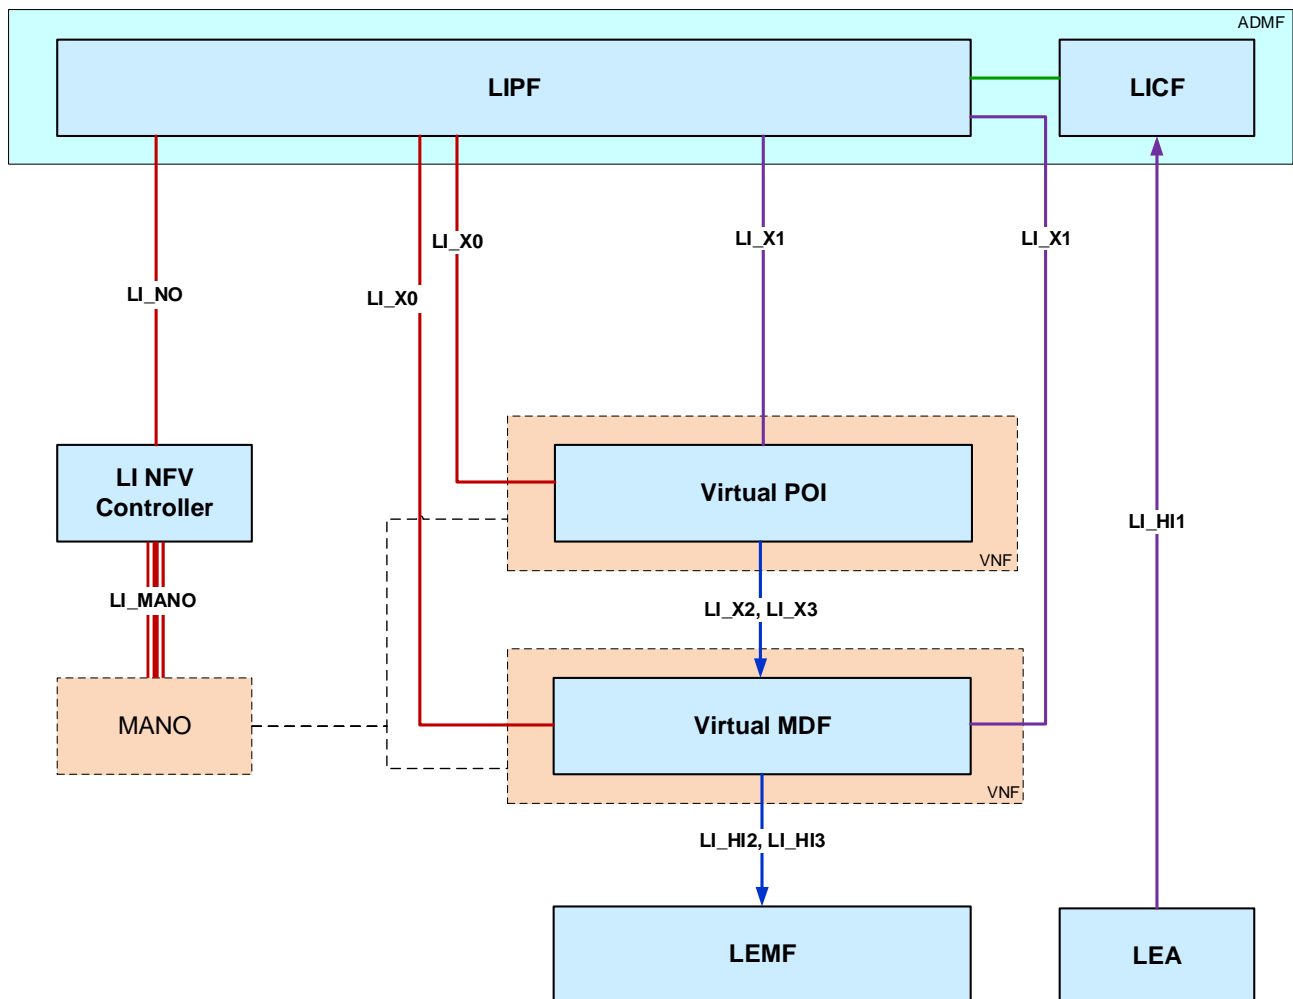 ADMF
LIPF
LICF
LI_X0
LI_X1
LI_X1
LI_NO
LI_X0
LI NFV
Controller
Virtual POI
LI_HI1
VNF
LI_MANO
LI_X2, LI_X3
MANO
Virtual MDF
VNF
LI_HI2, LI_HI3
LEMF
LEA